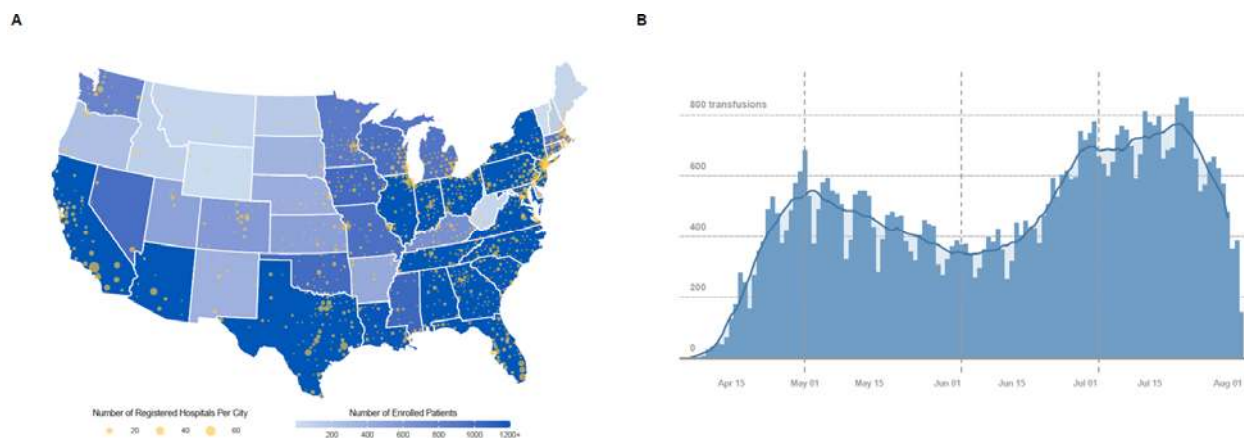 A
B
800 transfusions
600
400
200
0
Apr 15 May 01 May 15 Jun 01 Jun 15 Jul 01 Jul 15 Aug 01
Number of Registered Hospitals Per City
20 40 60
Number of Enrolled Patients
200 400 600 800 1000 1200+